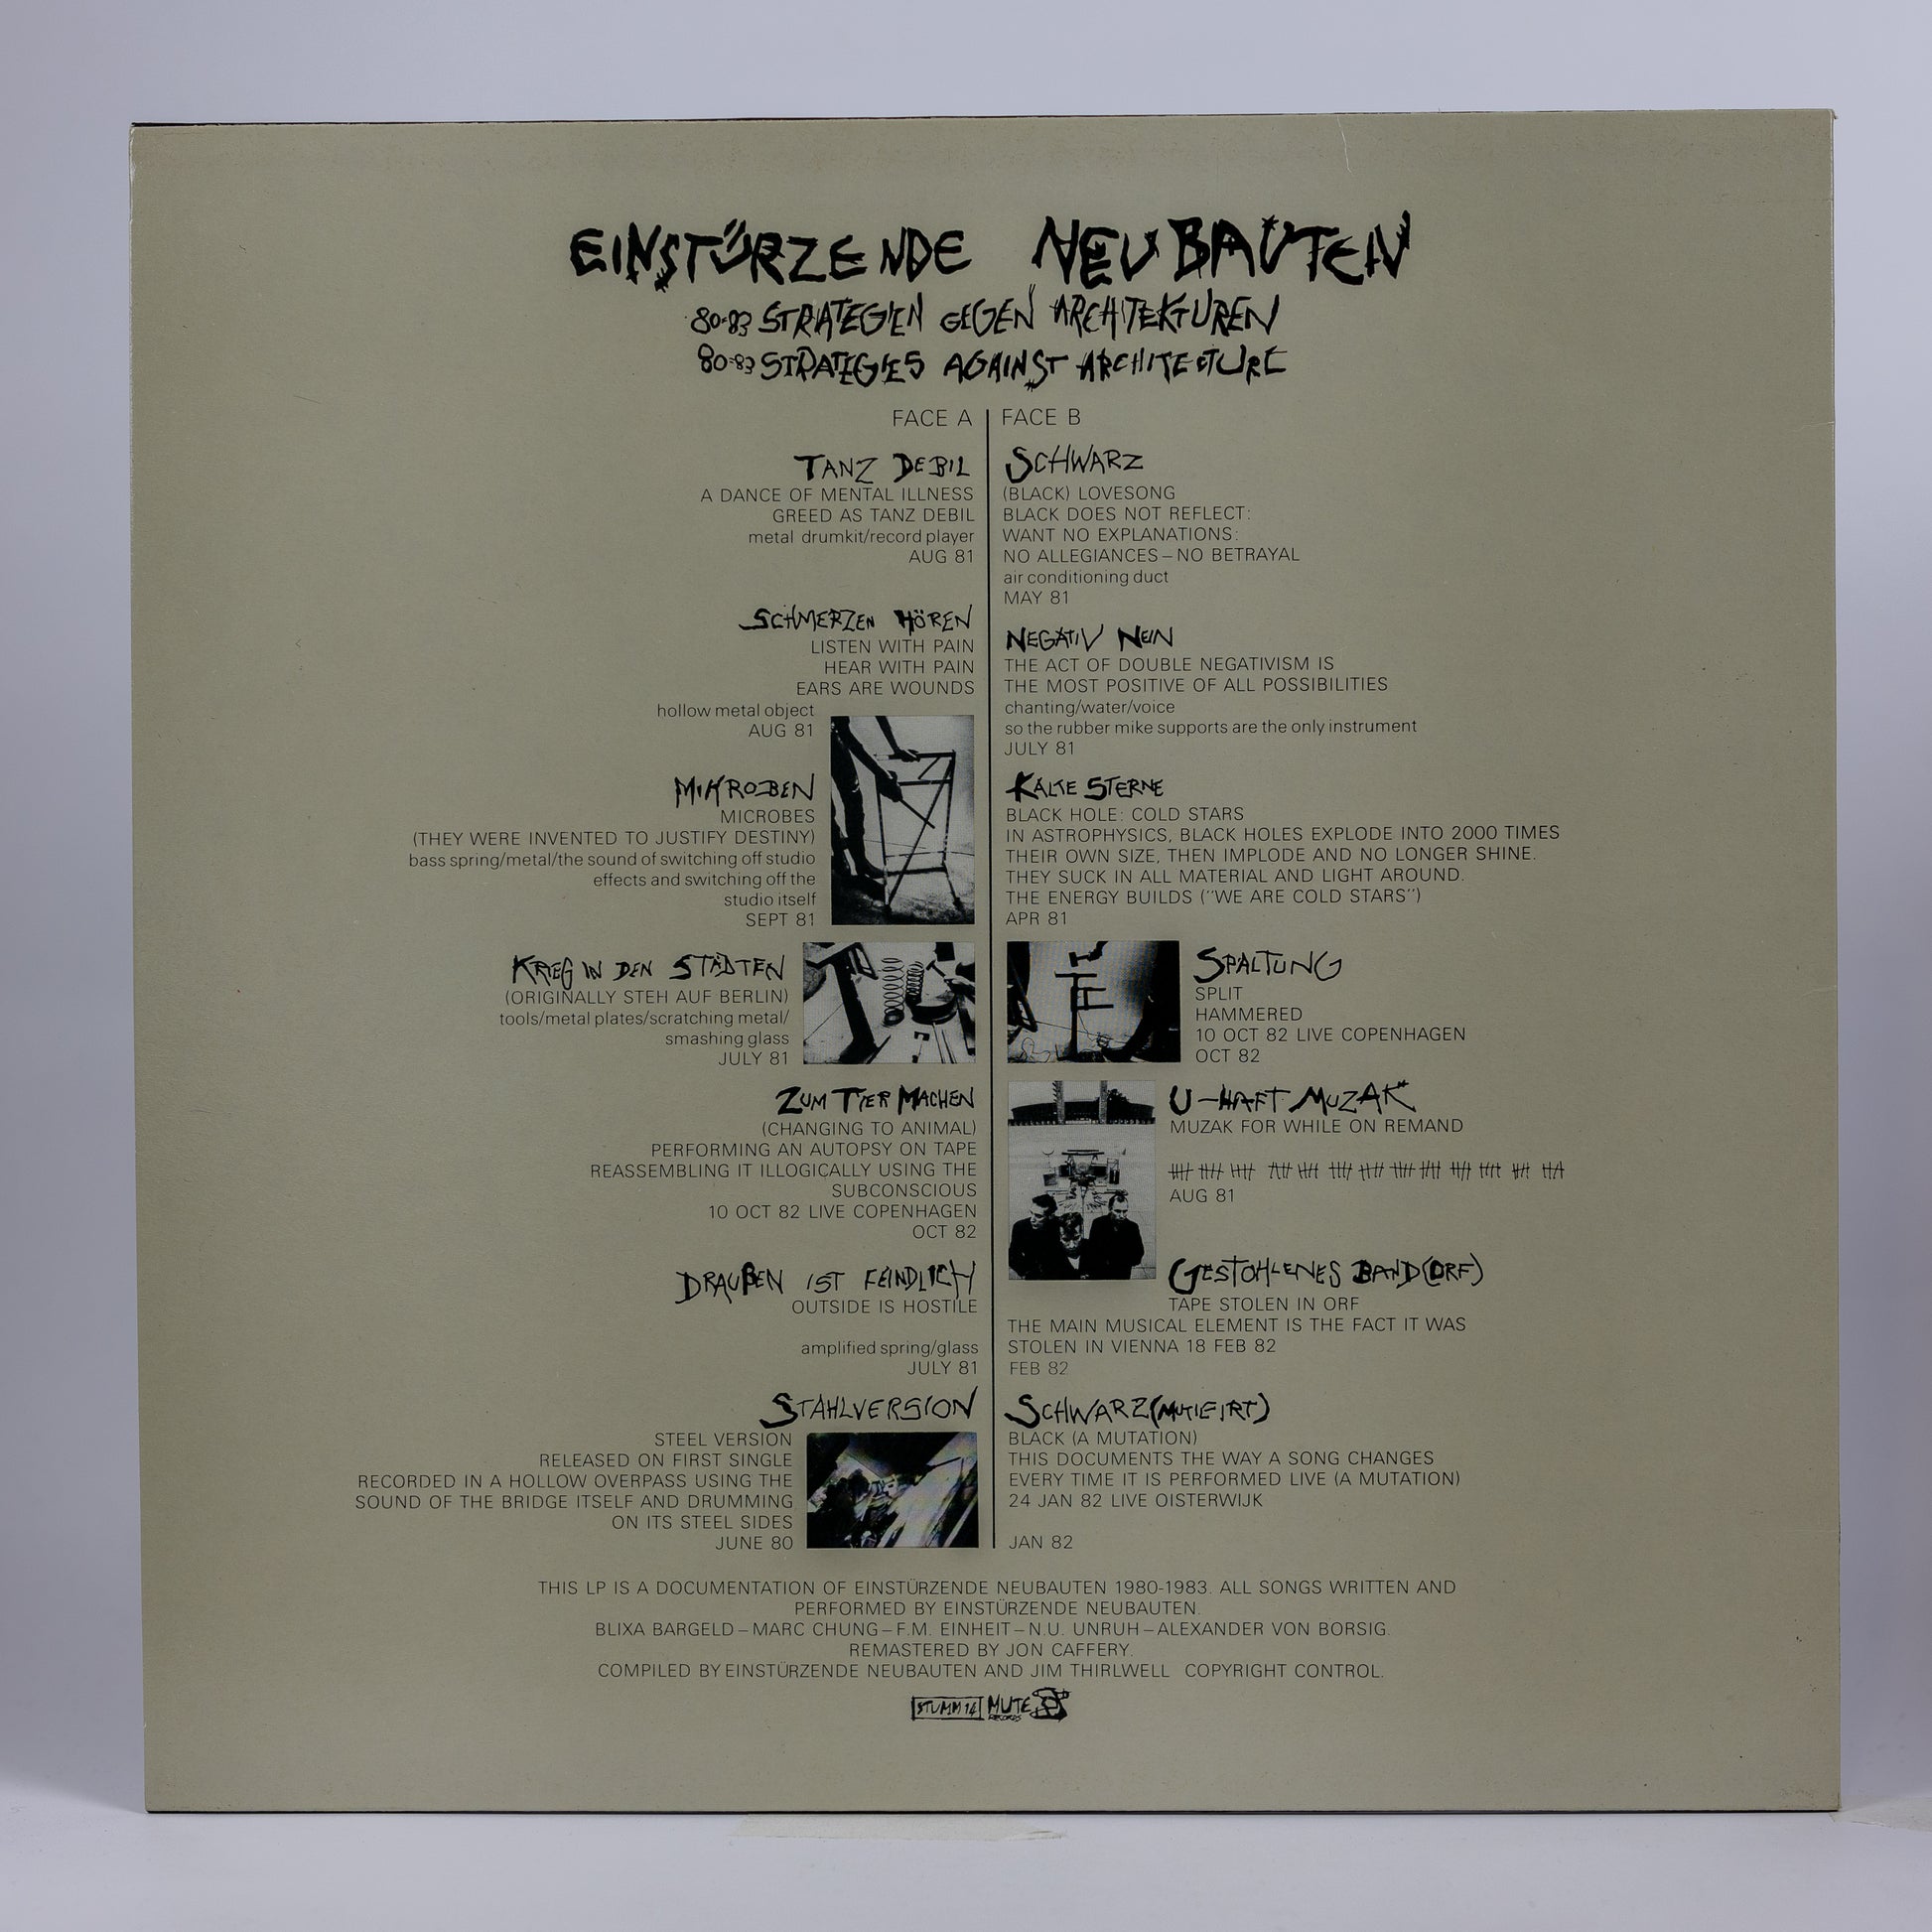 EINSTÜRZENDE NEUBAUTEN
80-83 STRATEGIEN GEGEN ARCHITEKTUREN
80-83 STRATEGIES AGAINST ARCHITECTURE
FACE A
TANZ DEBIL
A DANCE OF MENTAL ILLNESS
GREED AS TANZ DEBIL
metal drumkit/record player
AUG 81
SCHMERZEN HÖREN
LISTEN WITH PAIN
HEAR WITH PAIN
EARS ARE WOUNDS
hollow metal object
AUG 81
MIKROBEN
MICROBES
(THEY WERE INVENTED TO JUSTIFY DESTINY)
bass spring/metal/the sound of switching off studio
effects and switching off the
studio itself
SEPT 81
KRIEG IN DEN STÄDTEN
(ORIGINALLY STEH AUF BERLIN)
tools/metal plates/scratching metal/
smashing glass
JULY 81
ZUM TIER MACHEN
(CHANGING TO ANIMAL)
PERFORMING AN AUTOPSY ON TAPE
REASSEMBLING IT ILLOGICALLY USING THE
SUBCONSCIOUS
10 OCT 82 LIVE COPENHAGEN
OCT 82
DRAUßEN IST FEINDLICH
OUTSIDE IS HOSTILE
amplified spring/glass
JULY 81
STAHLVERSION
STEEL VERSION
RELEASED ON FIRST SINGLE
RECORDED IN A HOLLOW OVERPASS USING THE
SOUND OF THE BRIDGE ITSELF AND DRUMMING
ON ITS STEEL SIDES
JUNE 80
FACE B
SCHWARZ
(BLACK) LOVESONG
BLACK DOES NOT REFLECT:
WANT NO EXPLANATIONS:
NO ALLEGIANCES – NO BETRAYAL
air conditioning duct
MAY 81
NEGATIV NEIN
THE ACT OF DOUBLE NEGATIVISM IS
THE MOST POSITIVE OF ALL POSSIBILITIES
chanting/water/voice
so the rubber mike supports are the only instrument
JULY 81
KALTE STERNE
BLACK HOLE: COLD STARS
IN ASTROPHYSICS, BLACK HOLES EXPLODE INTO 2000 TIMES
THEIR OWN SIZE, THEN IMPLODE AND NO LONGER SHINE.
THEY SUCK IN ALL MATERIAL AND LIGHT AROUND.
THE ENERGY BUILDS ("WE ARE COLD STARS")
APR 81
SPALTUNG
SPLIT
HAMMERED
10 OCT 82 LIVE COPENHAGEN
OCT 82
U-HAFT MUZAK
MUZAK FOR WHILE ON REMAND
AUG 81
GESTOHLENES BAND (ORF)
TAPE STOLEN IN ORF
THE MAIN MUSICAL ELEMENT IS THE FACT IT WAS
STOLEN IN VIENNA 18 FEB 82
FEB 82
SCHWARZ (MUTIERT)
BLACK (A MUTATION)
THIS DOCUMENTS THE WAY A SONG CHANGES
EVERY TIME IT IS PERFORMED LIVE (A MUTATION)
24 JAN 82 LIVE OISTERWIJK
JAN 82
THIS LP IS A DOCUMENTATION OF EINSTÜRZENDE NEUBAUTEN 1980-1983. ALL SONGS WRITTEN AND
PERFORMED BY EINSTÜRZENDE NEUBAUTEN.
BLIXA BARGELD – MARC CHUNG – F.M. EINHEIT – N.U. UNRUH – ALEXANDER VON BORSIG.
REMASTERED BY JON CAFFERY.
COMPILED BY EINSTÜRZENDE NEUBAUTEN AND JIM THIRLWELL COPYRIGHT CONTROL.
STUMM 14 MUTE RECORDS